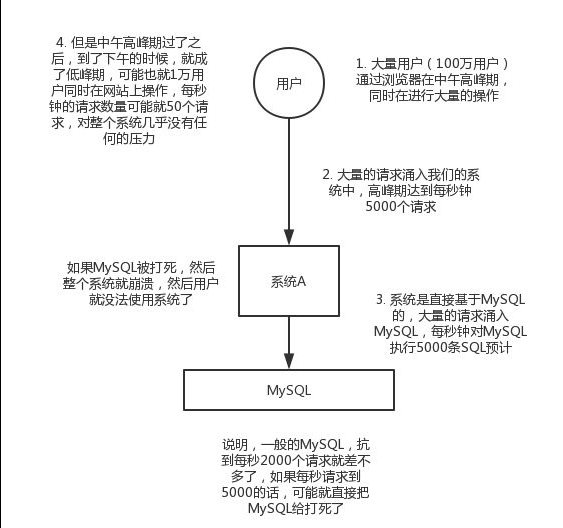 4. 但是中午高峰期过了之
后，到了下午的时候，就成
了低峰期，可能也就1万用
户同时在网站上操作，每秒
钟的请求数量可能就50个请
求，对整个系统几乎没有任
何的压力
用户
1. 大量用户（100万用户）
通过浏览器在中午高峰期，
同时在进行大量的操作
2. 大量的请求涌入我们的系
统中，高峰期达到每秒钟
5000个请求
如果MySQL被打死，然后
整个系统就崩溃，然后用户
就没法使用系统了
系统A
3. 系统是直接基于MySQL
的，大量的请求涌入
MySQL，每秒钟对MySQL
执行5000条SQL预计
MySQL
说明，一般的MySQL，抗
到每秒2000个请求就差不
多了，如果每秒请求到
5000的话，可能就直接把
MySQL给打死了